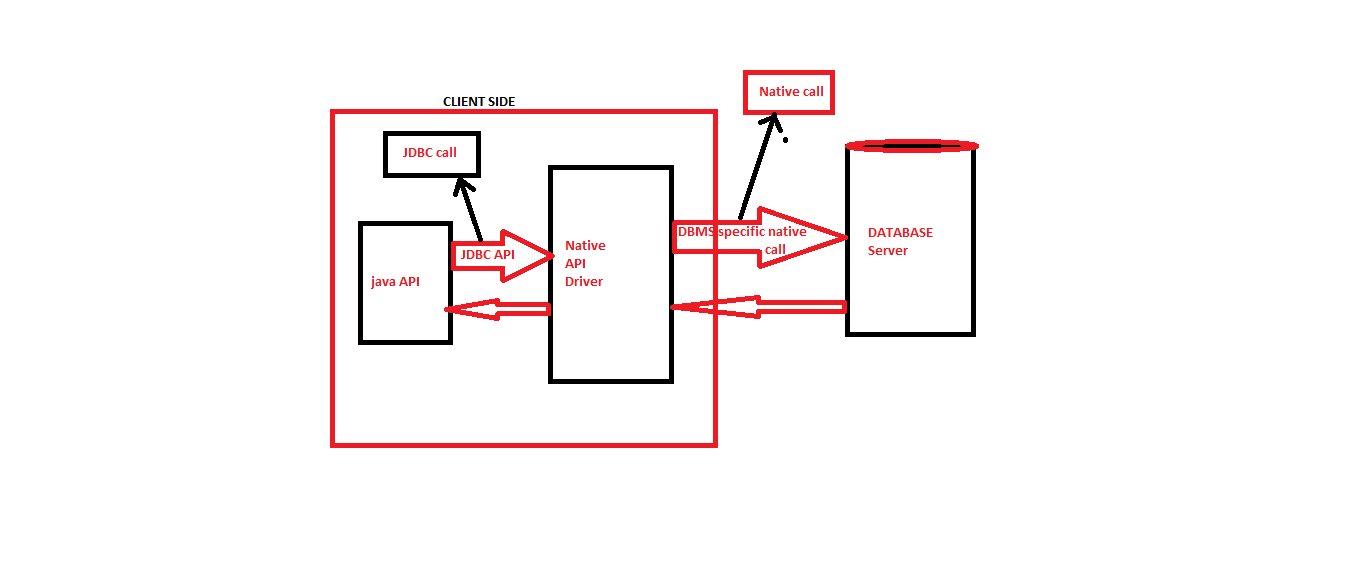 CLIENT SIDE
Native call
JDBC call
java API
JDBC API
Native
API
Driver
DBMS specific native
call
DATABASE
Server